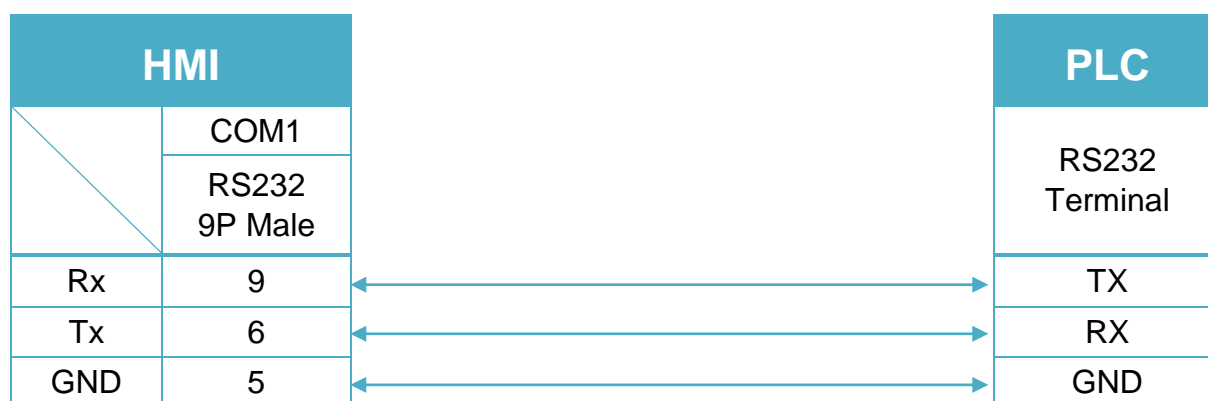 HMI
PLC
COM1
RS232
9P Male
RS232
Terminal
Rx 9 TX
Tx 6 RX
GND 5 GND